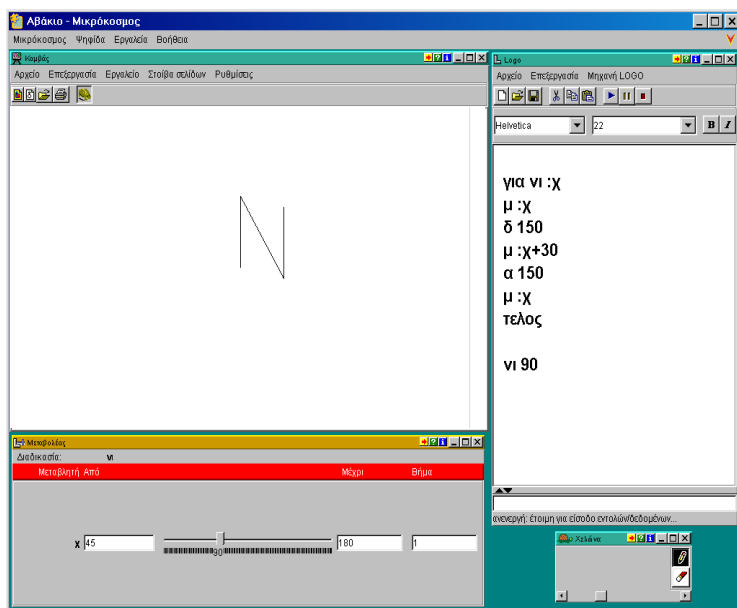 Αβάκιο - Μικρόκοσμος
Μικρόκοσμος Ψηφίδα Εργαλεία Βοήθεια
Καμβάς
Αρχείο Επεξεργασία Εργαλείο Στοίβα σελίδων Ρυθμίσεις
Logo
Αρχείο Επεξεργασία Μηχανή LOGO
Helvetica 22 B I
για νι :χ
μ :χ
δ 150
μ :χ+30
α 150
μ :χ
τελος
νι 90
ανενεργή: έτοιμη για είσοδο εντολών/δεδομένων...
Μεταβολέας
Διαδικασία: νι
Μεταβλητή Από Μέχρι Βήμα
x 45 90 180 1
Χελώνα